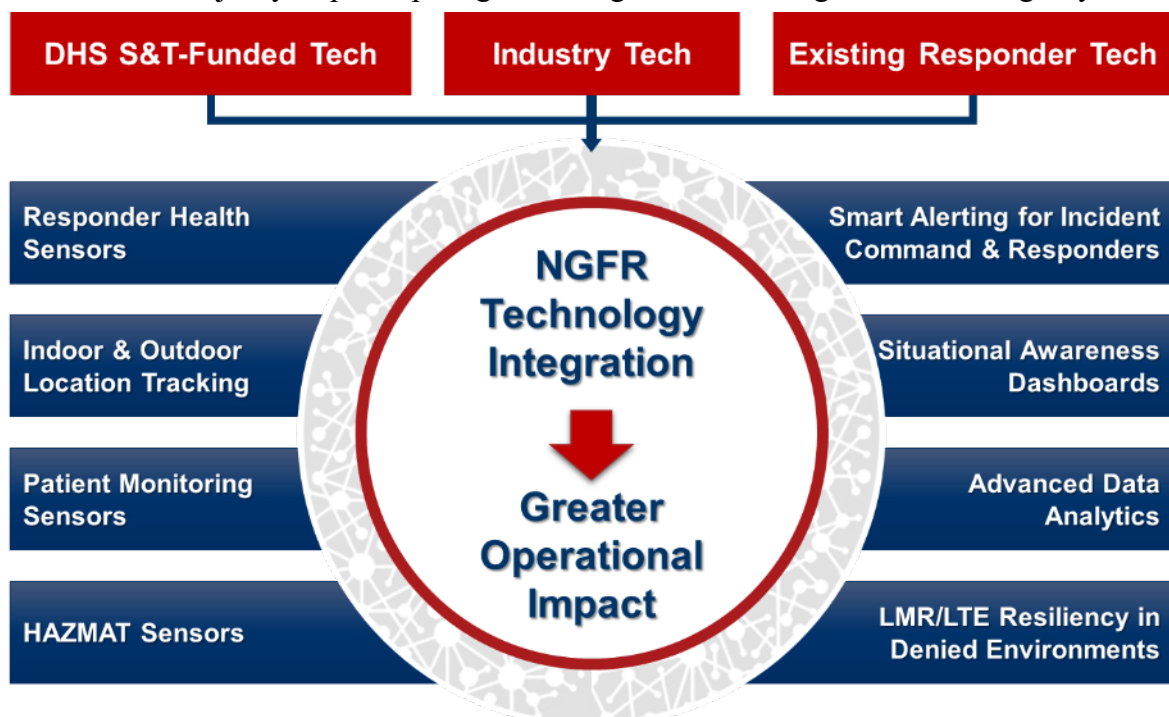 DHS S&T-Funded Tech
Industry Tech
Existing Responder Tech
Responder Health
Sensors
Indoor & Outdoor
Location Tracking
Patient Monitoring
Sensors
HAZMAT Sensors
NGFR
Technology
Integration
Greater
Operational
Impact
Smart Alerting for Incident
Command & Responders
Situational Awareness
Dashboards
Advanced Data
Analytics
LMR/LTE Resiliency in
Denied Environments